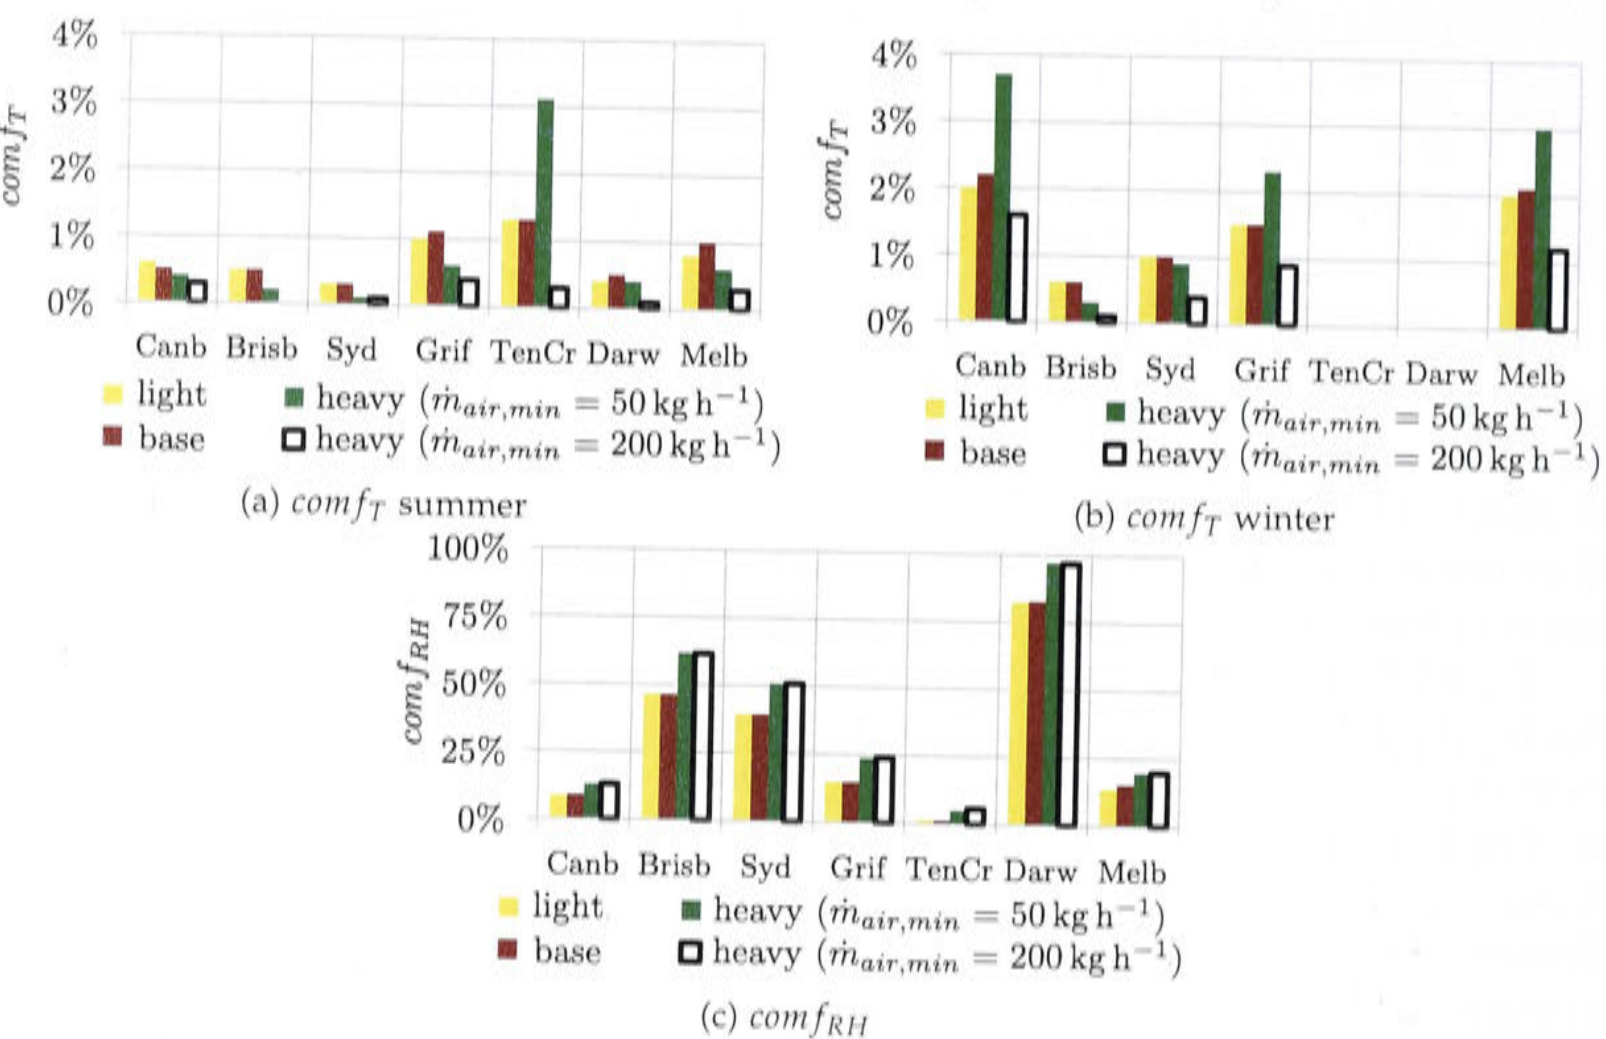 4%
3%
2%
1%
0%
comf_T
Canb Brisb Syd Grif TenCr Darw Melb
light heavy (ṁ_air,min = 50 kg h⁻¹)
base heavy (ṁ_air,min = 200 kg h⁻¹)
(a) comf_T summer
4%
3%
2%
1%
0%
comf_T
Canb Brisb Syd Grif TenCr Darw Melb
light heavy (ṁ_air,min = 50 kg h⁻¹)
base heavy (ṁ_air,min = 200 kg h⁻¹)
(b) comf_T winter
100%
75%
50%
25%
0%
comf_RH
Canb Brisb Syd Grif TenCr Darw Melb
light heavy (ṁ_air,min = 50 kg h⁻¹)
base heavy (ṁ_air,min = 200 kg h⁻¹)
(c) comf_RH